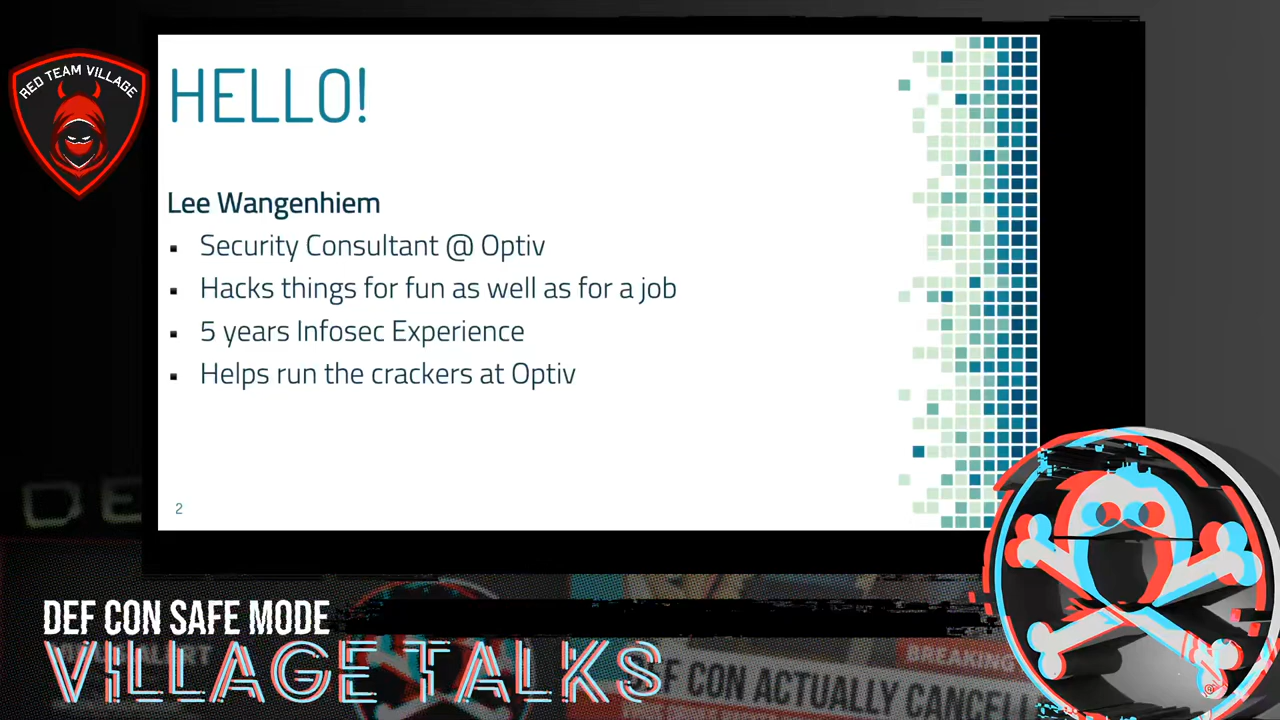 RED TEAM VILLAGE
HELLO!
Lee Wangenhiem
▪ Security Consultant @ Optiv
▪ Hacks things for fun as well as for a job
▪ 5 years Infosec Experience
▪ Helps run the crackers at Optiv
2
DEF CON SAFE MODE
VILLAGE TALKS
BREAKING
DEF CON ACTUALLY